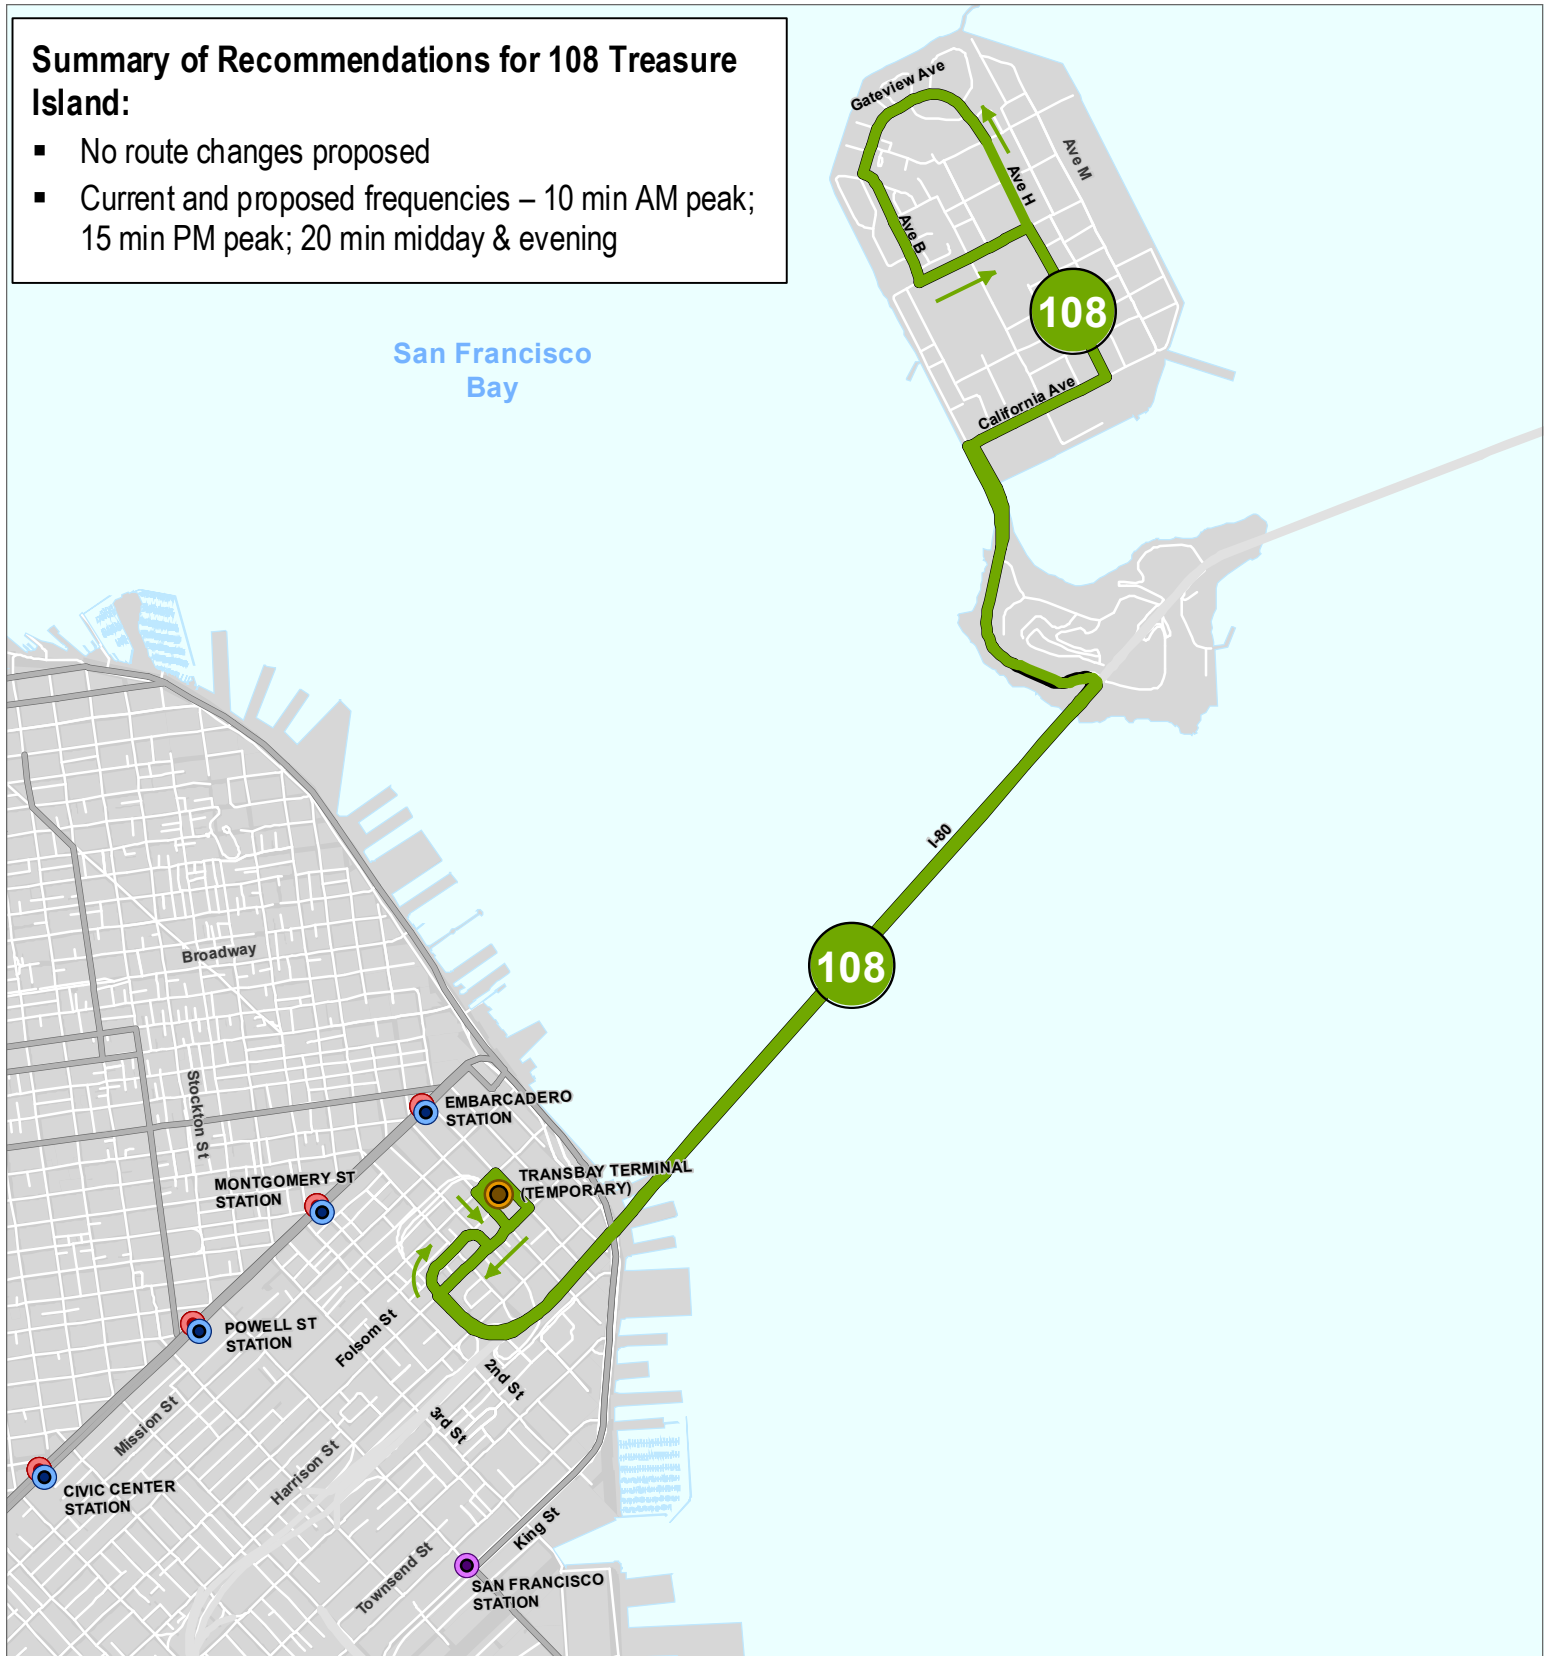 Summary of Recommendations for 108 Treasure
Island:
▪ No route changes proposed
▪ Current and proposed frequencies – 10 min AM peak;
15 min PM peak; 20 min midday & evening
Gateview Ave
Ave M
Ave H
Ave B
108
San Francisco
Bay
California Ave
I-80
108
Broadway
Stockton St
EMBARCADERO
STATION
TRANSBAY TERMINAL
(TEMPORARY)
MONTGOMERY ST
STATION
POWELL ST
STATION
Folsom St
2nd St
3rd St
Mission St
Harrison St
CIVIC CENTER
STATION
King St
Townsend St
SAN FRANCISCO
STATION